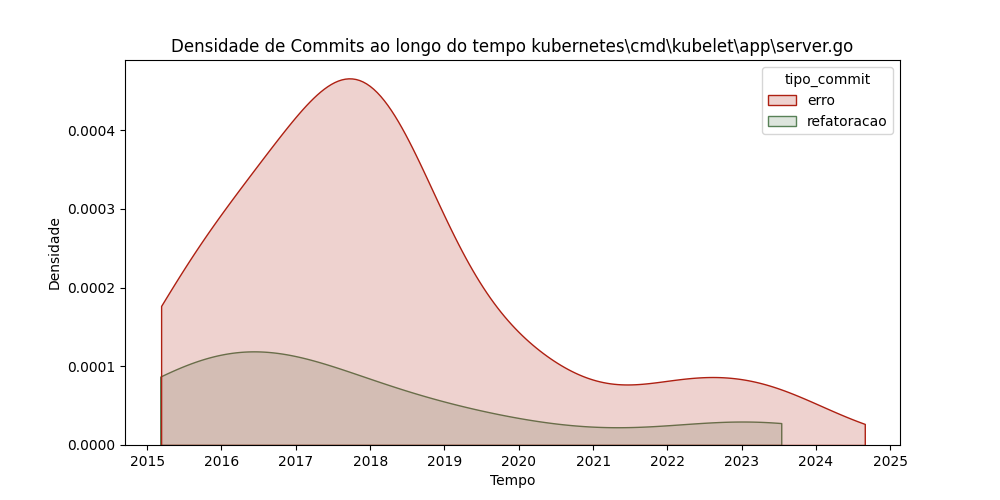 Densidade de Commits ao longo do tempo kubernetes\cmd\kubelet\app\server.go
tipo_commit
erro
refatoracao
Densidade
0.0004
0.0003
0.0002
0.0001
0.0000
2015 2016 2017 2018 2019 2020 2021 2022 2023 2024 2025
Tempo